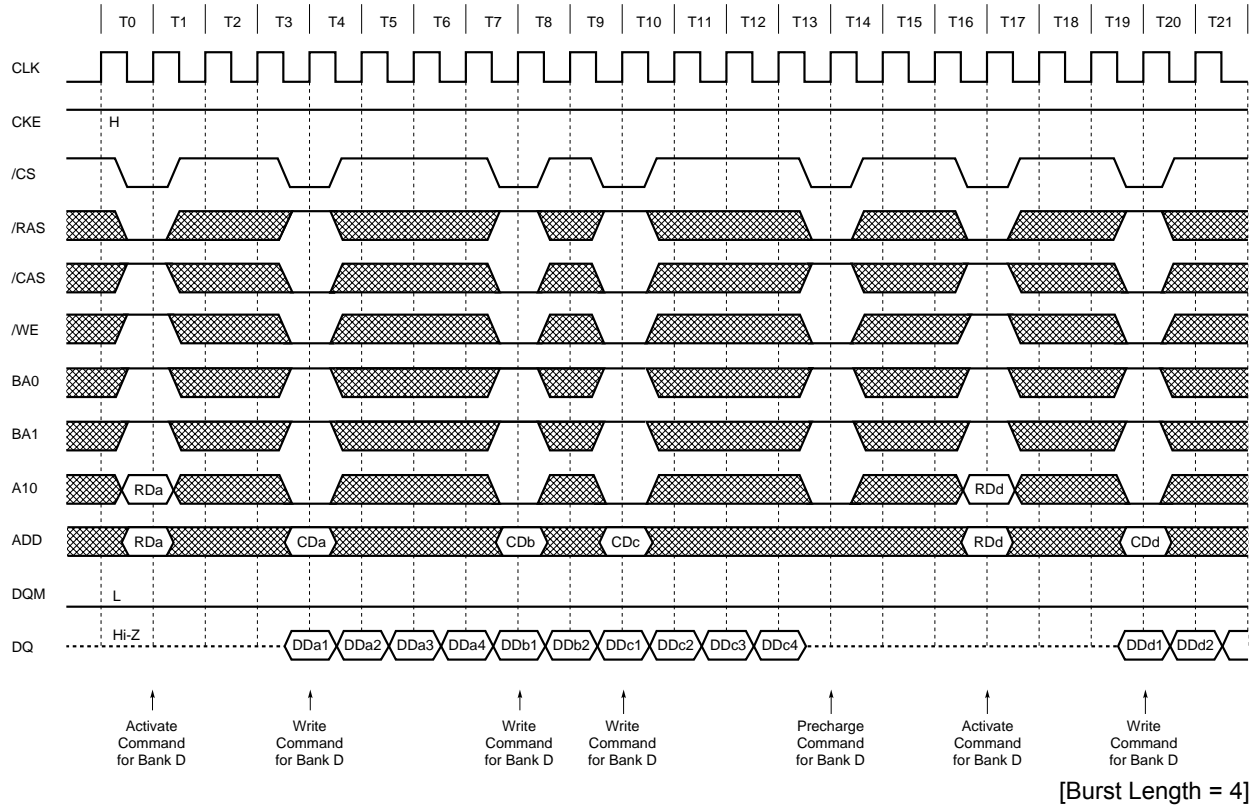 T0 T1 T2 T3 T4 T5 T6 T7 T8 T9 T10 T11 T12 T13 T14 T15 T16 T17 T18 T19 T20 T21
CLK
CKE H
/CS
/RAS
/CAS
/WE
BA0
BA1
A10 RDa RDd
ADD RDa CDa CDb CDc RDd CDd
DQM L
DQ Hi-Z DDa1 DDa2 DDa3 DDa4 DDb1 DDb2 DDc1 DDc2 DDc3 DDc4 DDd1 DDd2
Activate Write Write Write Precharge Activate Write
Command Command Command Command Command Command Command
for Bank D for Bank D for Bank D for Bank D for Bank D for Bank D for Bank D
[Burst Length = 4]